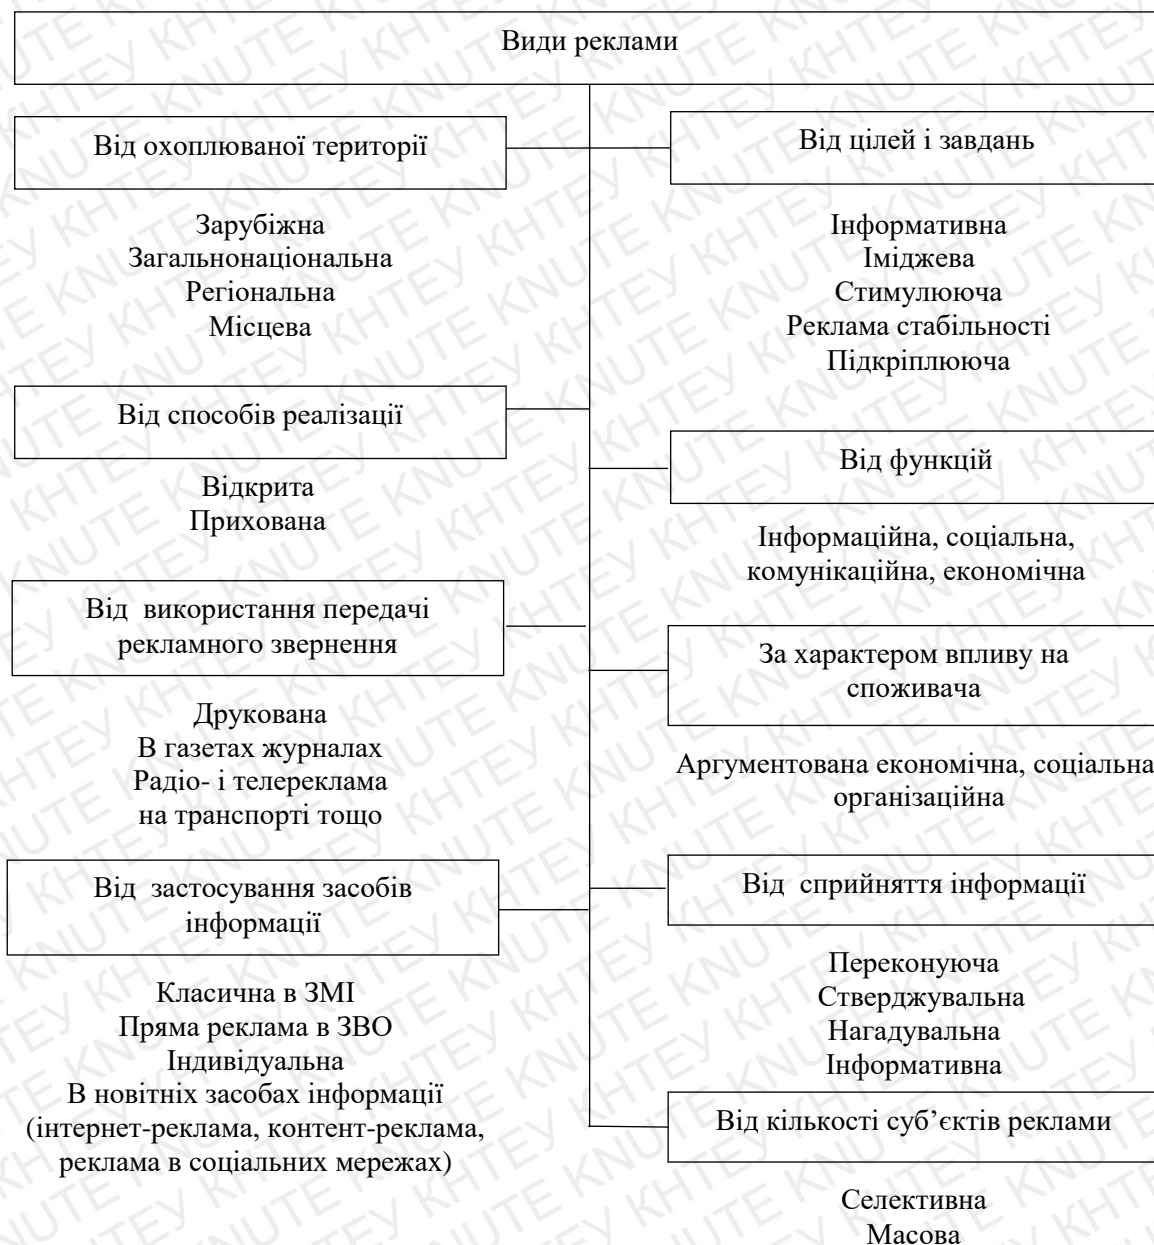 Види реклами
Від охоплюваної території
Зарубіжна
Загальнонаціональна
Регіональна
Місцева
Від способів реалізації
Відкрита
Прихована
Від використання передачі
рекламного звернення
Друкована
В газетах журналах
Радіо- і телереклама
на транспорті тощо
Від застосування засобів
інформації
Класична в ЗМІ
Пряма реклама в ЗВО
Індивідуальна
В новітніх засобах інформації
(інтернет-реклама, контент-реклама,
реклама в соціальних мережах)
Від цілей і завдань
Інформативна
Іміджева
Стимулююча
Реклама стабільності
Підкріплююча
Від функцій
Інформаційна, соціальна,
комунікаційна, економічна
За характером впливу на
споживача
Аргументована економічна, соціальна
організаційна
Від сприйняття інформації
Переконуюча
Стверджувальна
Нагадувальна
Інформативна
Від кількості суб’єктів реклами
Селективна
Масова